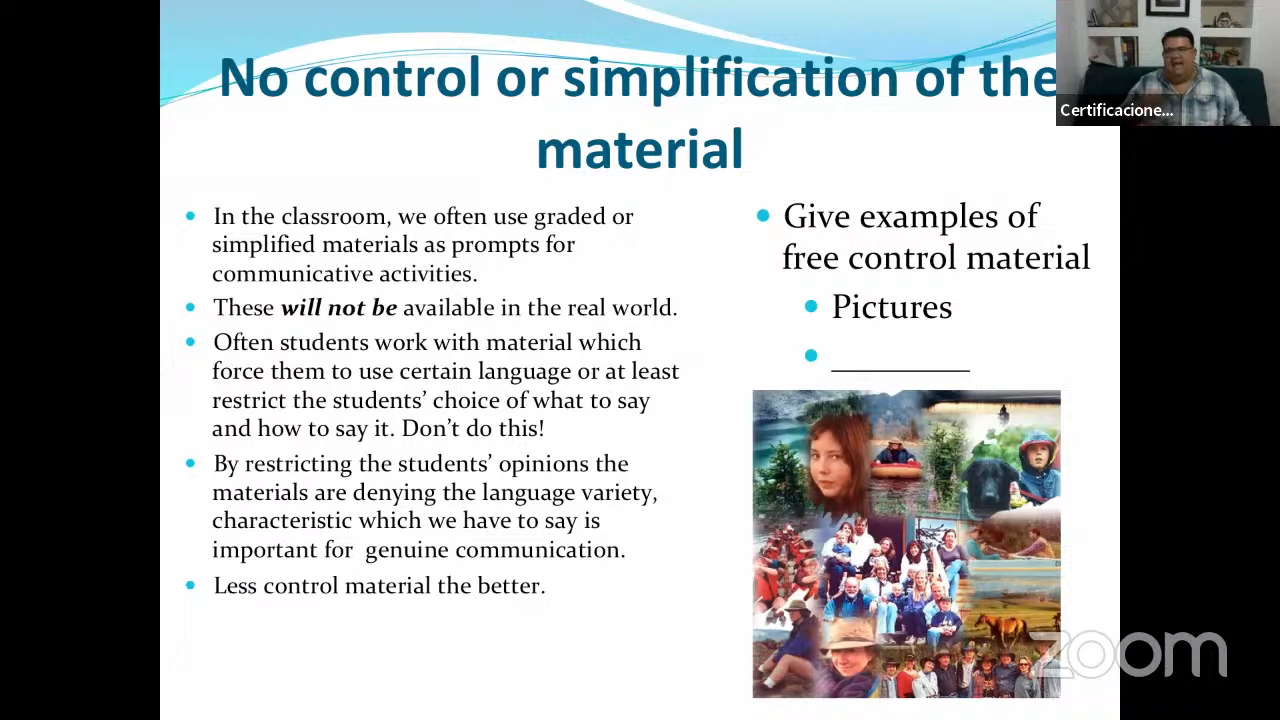 No control or simplification of the
material
Certificacione...
• In the classroom, we often use graded or
simplified materials as prompts for
communicative activities.
• These will not be available in the real world.
• Often students work with material which
force them to use certain language or at least
restrict the students' choice of what to say
and how to say it. Don't do this!
• By restricting the students' opinions the
materials are denying the language variety,
characteristic which we have to say is
important for genuine communication.
• Less control material the better.
• Give examples of
free control material
• Pictures
• _________
zoom